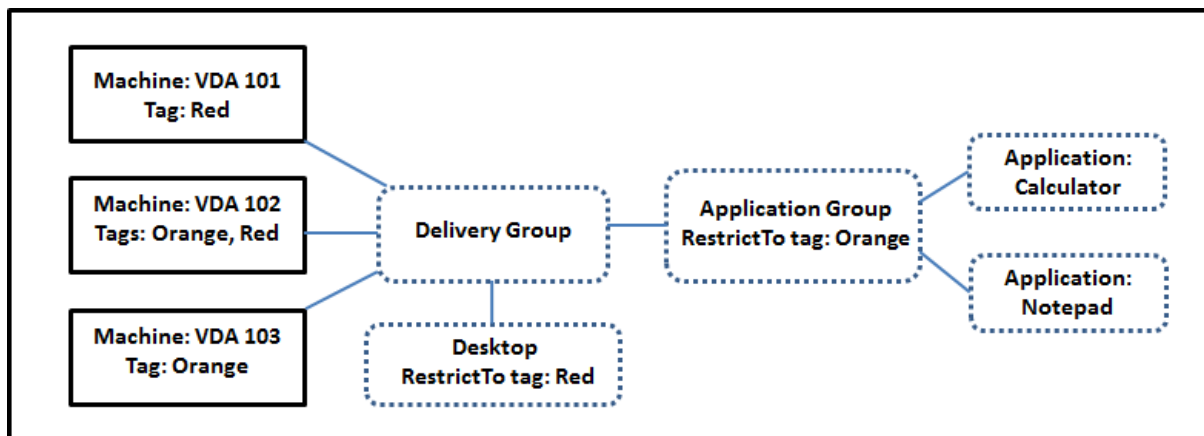 Machine: VDA 101
Tag: Red
Machine: VDA 102
Tags: Orange, Red
Machine: VDA 103
Tag: Orange
Delivery Group
Desktop
RestrictTo tag: Red
Application Group
RestrictTo tag: Orange
Application:
Calculator
Application:
Notepad